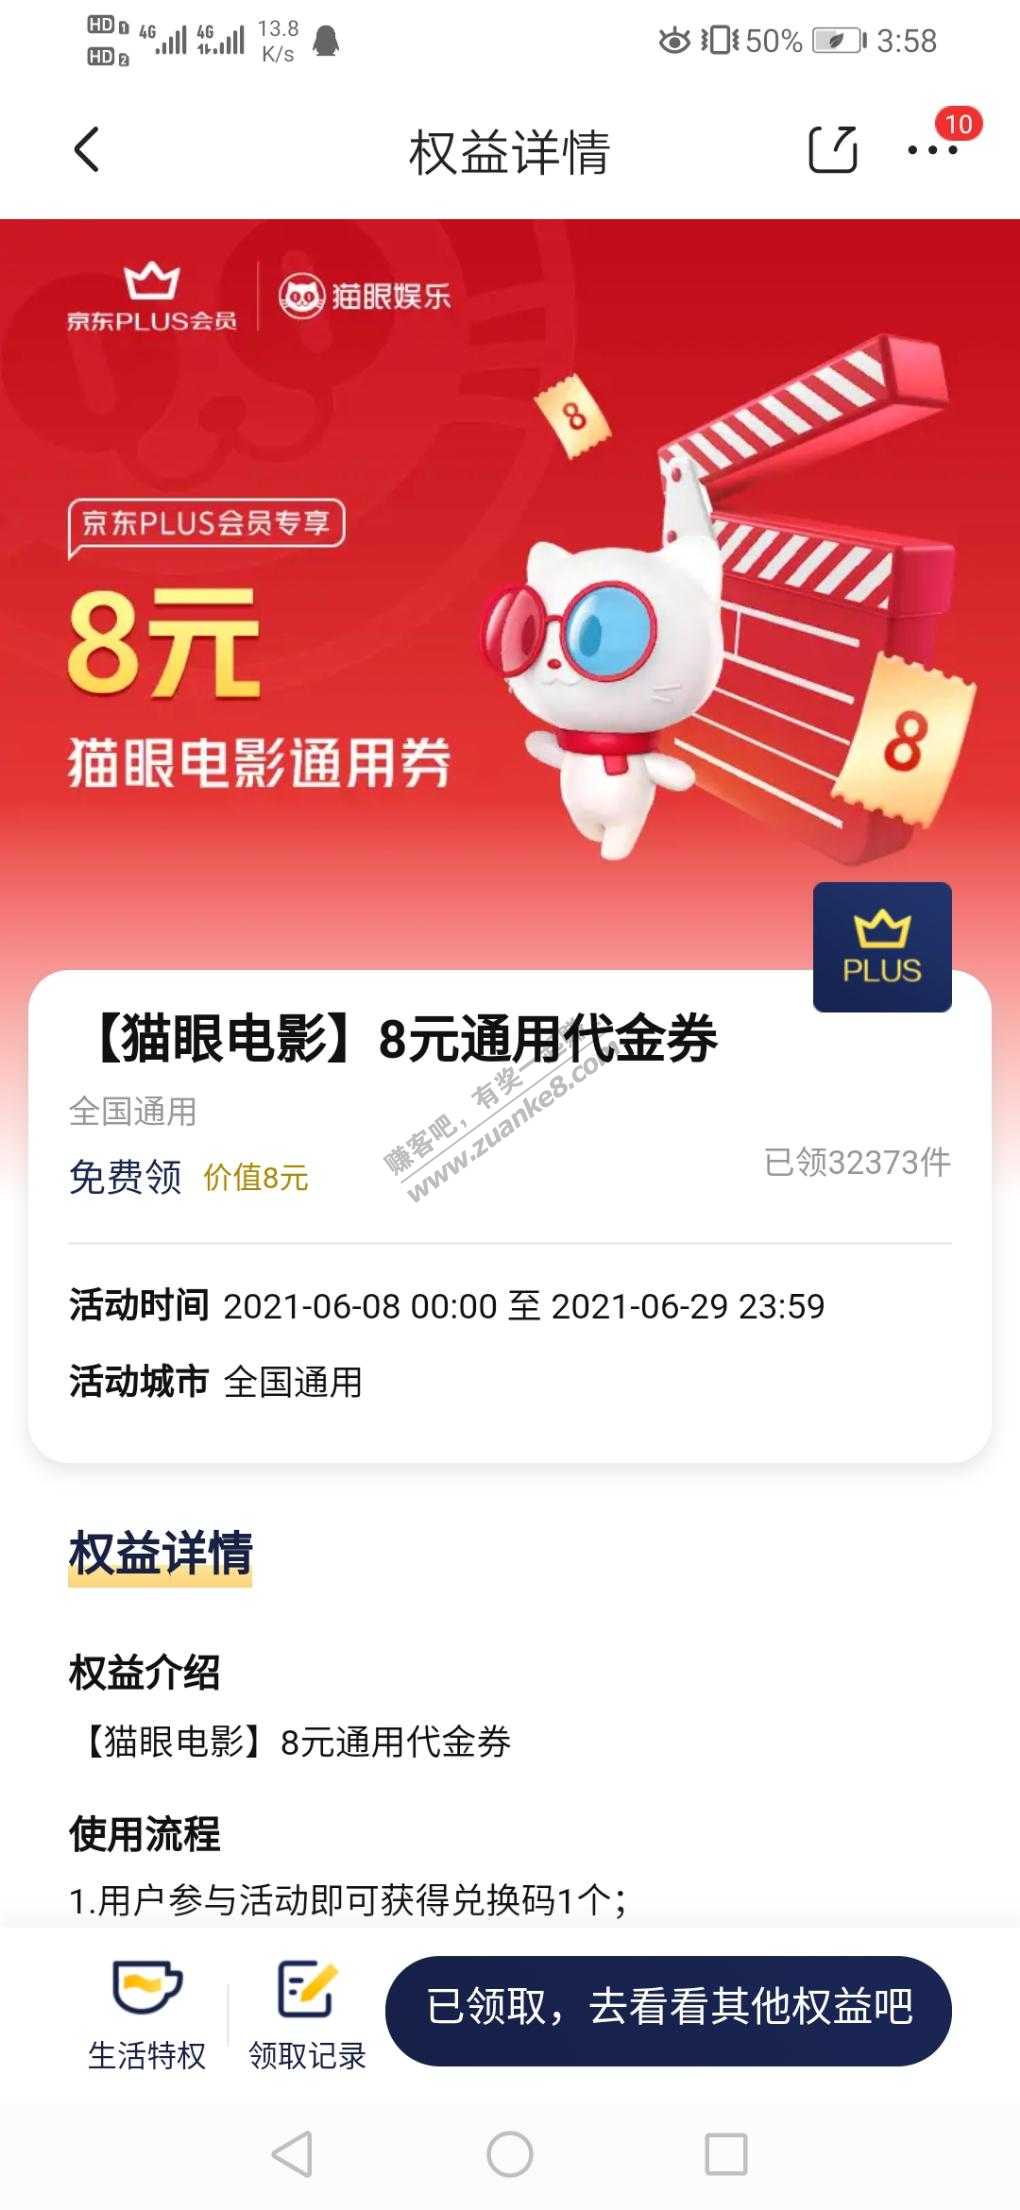 HD 1 4G 4G 13.8 K/s 50% 3:58
HD 2
权益详情
10
京东PLUS会员 猫眼娱乐
8
京东PLUS会员专享
8元
猫眼电影通用券
8
PLUS
【猫眼电影】8元通用代金券
全国通用
免费领 价值8元
已领32373件
赚客吧，有奖一起赚
www.zuanke8.com
活动时间 2021-06-08 00:00 至 2021-06-29 23:59
活动城市 全国通用
权益详情
权益介绍
【猫眼电影】8元通用代金券
使用流程
1.用户参与活动即可获得兑换码1个；
生活特权
领取记录
已领取，去看看其他权益吧